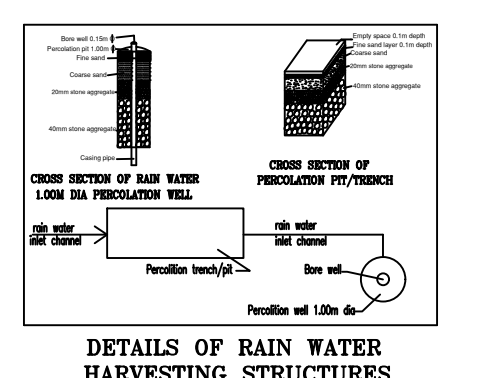 Bore well 0.15m ϕ
Percolation pit 1.00m ϕ
Fine sand
Coarse sand
20mm stone aggregate
40mm stone aggregate
Casing pipe
CROSS SECTION OF RAIN WATER
1.00M DIA PERCOLATION WELL
Empty space 0.1m depth
Fine sand layer 0.1m depth
Coarse sand
20mm stone aggregate
40mm stone aggregate
CROSS SECTION OF
PERCOLATION PIT/TRENCH
rain water
inlet channel
Percolition trench/pit
rain water
inlet channel
Bore well
Percolition well 1.00m dia
DETAILS OF RAIN WATER
HARVESTING STRUCTURES